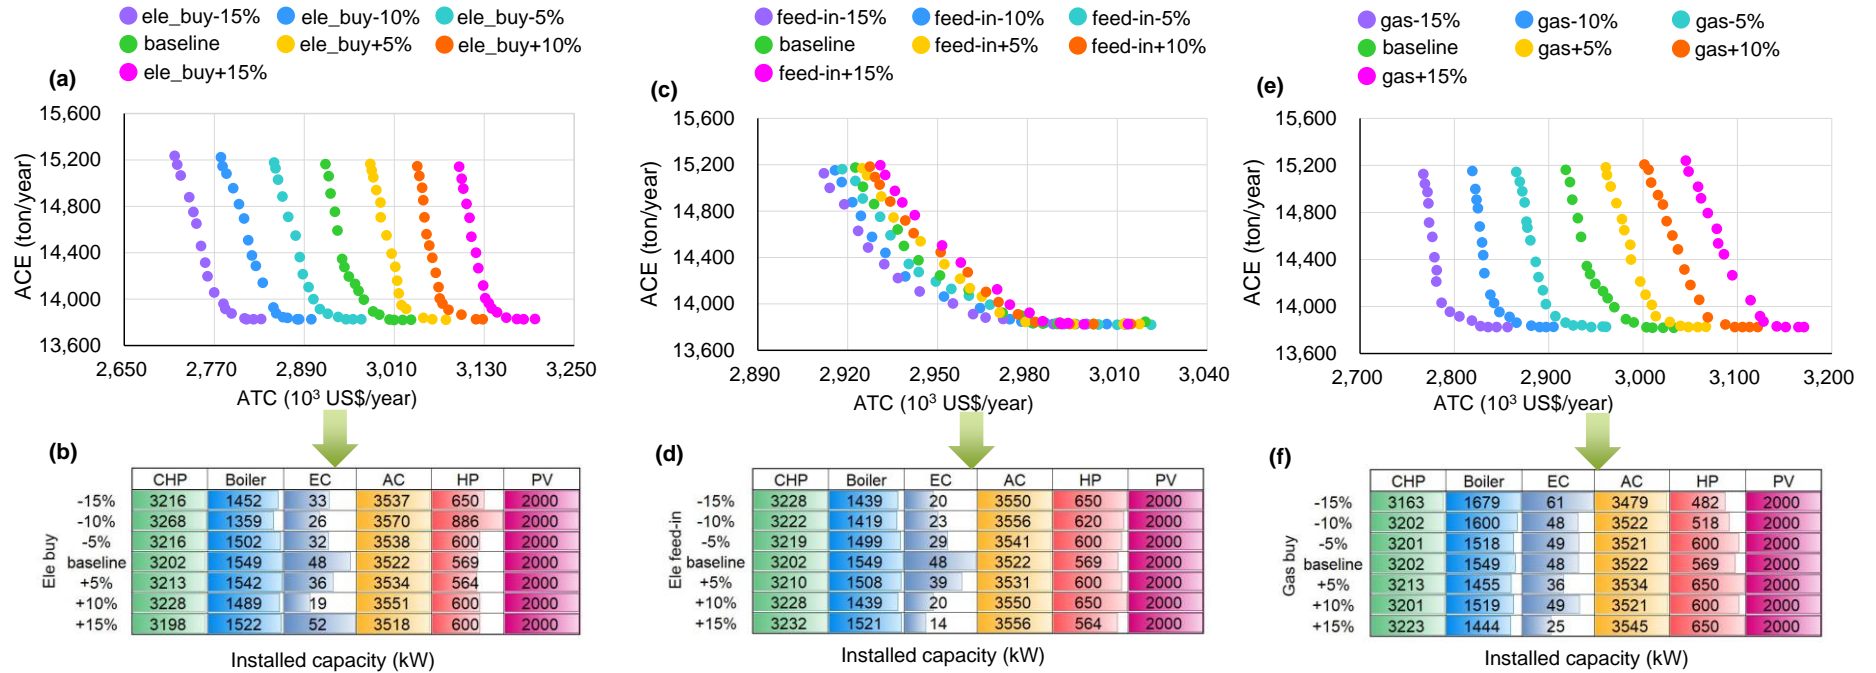 ele_buy-15% ele_buy-10% ele_buy-5%
baseline ele_buy+5% ele_buy+10%
ele_buy+15%
(a)
ACE (ton/year)
15,600
15,200
14,800
14,400
14,000
13,600
2,650 2,770 2,890 3,010 3,130 3,250
ATC (10³ US$/year)
feed-in-15% feed-in-10% feed-in-5%
baseline feed-in+5% feed-in+10%
feed-in+15%
(c)
ACE (ton/year)
15,600
15,200
14,800
14,400
14,000
13,600
2,890 2,920 2,950 2,980 3,010 3,040
ATC (10³ US$/year)
gas-15% gas-10% gas-5%
baseline gas+5% gas+10%
gas+15%
(e)
ACE (ton/year)
15,600
15,200
14,800
14,400
14,000
13,600
2,700 2,800 2,900 3,000 3,100 3,200
ATC (10³ US$/year)
(b)
Ele buy
CHP Boiler EC AC HP PV
-15% 3216 1452 33 3537 650 2000
-10% 3268 1359 26 3570 886 2000
-5% 3216 1502 32 3538 600 2000
baseline 3202 1549 48 3522 569 2000
+5% 3213 1542 36 3534 564 2000
+10% 3228 1489 19 3551 600 2000
+15% 3198 1522 52 3518 600 2000
Installed capacity (kW)
(d)
Ele feed-in
CHP Boiler EC AC HP PV
-15% 3228 1439 20 3550 650 2000
-10% 3222 1419 23 3556 620 2000
-5% 3219 1499 29 3541 600 2000
baseline 3202 1549 48 3522 569 2000
+5% 3210 1508 39 3531 600 2000
+10% 3228 1439 20 3550 650 2000
+15% 3232 1521 14 3556 564 2000
Installed capacity (kW)
(f)
Gas buy
CHP Boiler EC AC HP PV
-15% 3163 1679 61 3479 482 2000
-10% 3202 1600 48 3522 518 2000
-5% 3201 1518 49 3521 600 2000
baseline 3202 1549 48 3522 569 2000
+5% 3213 1455 36 3534 650 2000
+10% 3201 1519 49 3521 600 2000
+15% 3223 1444 25 3545 650 2000
Installed capacity (kW)